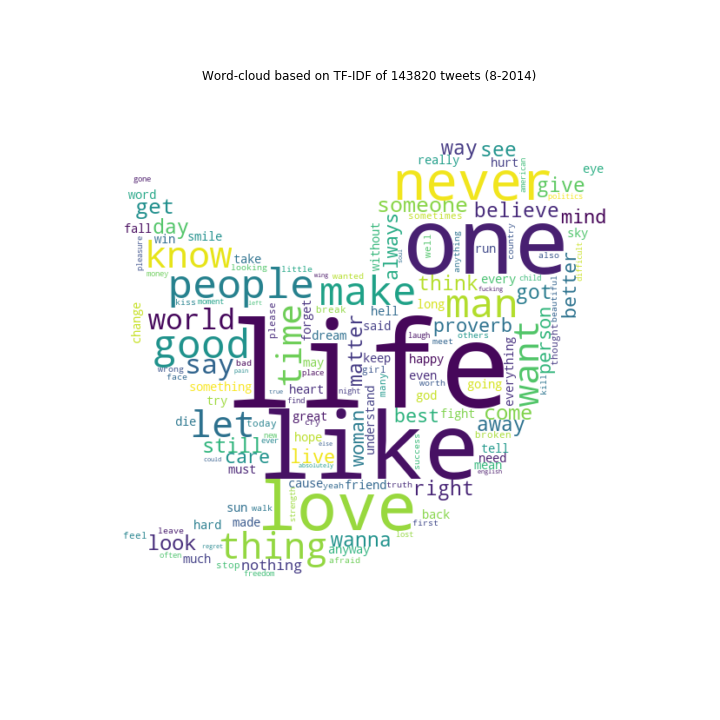 Word-cloud based on TF-IDF of 143820 tweets (8-2014)
way see
really hurt american eye
gone never give politics
word get someone believe mind
fall day sometimes
win smile pleasure always without well anything run country also sky
know take looking little one difficult
money people wing wanted think every child better
make long man got fucking beautiful
kiss moment left break hell
change world please forget dream said proverb person thought
good time matter life laugh meet others want kill everything
wrong say bad may keep happy
face pain place girl even
something true heart night many worth going
try find god
die let today great cry understand best fight come
still new hope woman away
ever else like broken tell
could care live success mean need
must absolutely english
cause yeah friend truth right
sun walk strength love
feel hard made back
leave first
look thing wanna lost
often much regret anyway
stop nothing afraid
freedom